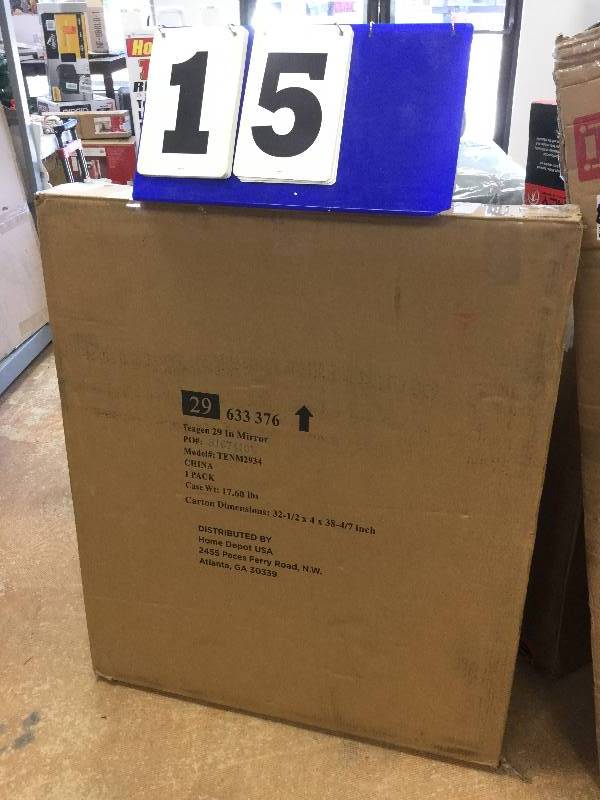 15
29 633 376
Teagen 29 In Mirror
PO#:
Model#: TENM2934
CHINA
1 PACK
Case Wt: 17.60 lbs
Carton Dimensions: 32-1/2 x 4 x 38-4/7 inch
DISTRIBUTED BY
Home Depot USA
2455 Paces Ferry Road, N.W.
Atlanta, GA 30339